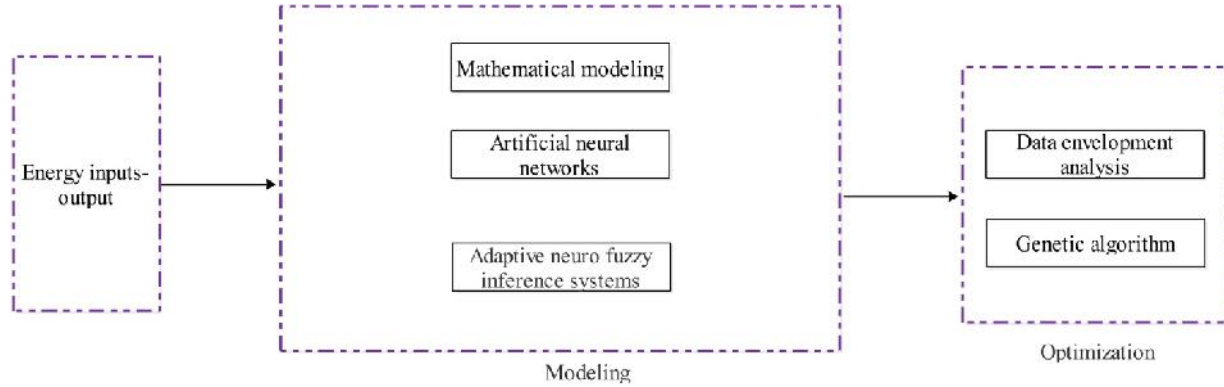 Energy inputs-
output
Mathematical modeling
Artificial neural
networks
Adaptive neuro fuzzy
inference systems
Modeling
Data envelopment
analysis
Genetic algorithm
Optimization